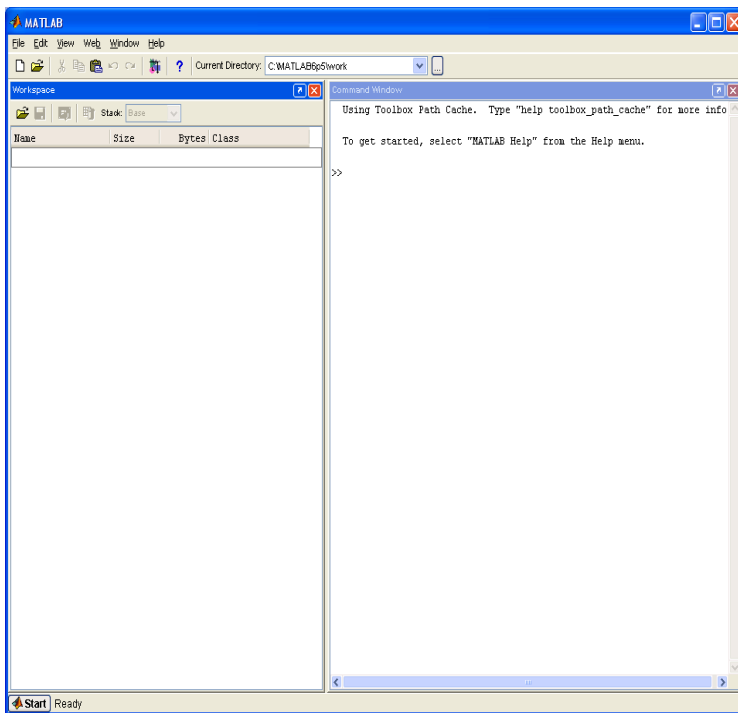 MATLAB
File Edit View Web Window Help
? Current Directory: C:\MATLAB6p5\work ...
Workspace
Stack: Base
Name Size Bytes Class
Command Window
Using Toolbox Path Cache. Type "help toolbox_path_cache" for more info
To get started, select "MATLAB Help" from the Help menu.
>>
Start Ready